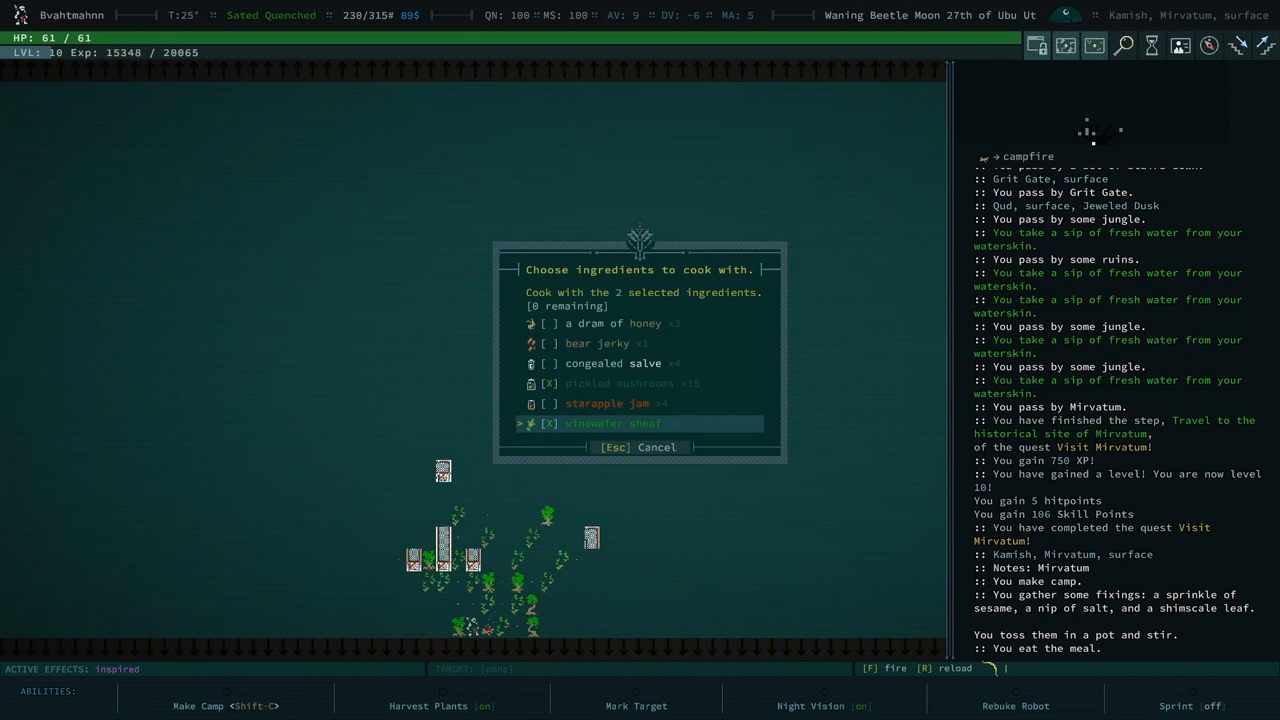 Bvahtmahnn T:25° Sated Quenched 230/315# 89$ QN: 100 MS: 100 AV: 9 DV: -6 MA: 5 Waning Beetle Moon 27th of Ubu Ut Kamish, Mirvatum, surface
HP: 61 / 61
LVL: 10 Exp: 15348 / 20065
→ campfire
:: Grit Gate, surface
:: You pass by Grit Gate.
:: Qud, surface, Jeweled Dusk
:: You pass by some jungle.
:: You take a sip of fresh water from your
waterskin.
:: You pass by some ruins.
:: You take a sip of fresh water from your
waterskin.
:: You take a sip of fresh water from your
waterskin.
:: You pass by some jungle.
:: You take a sip of fresh water from your
waterskin.
:: You pass by some jungle.
:: You take a sip of fresh water from your
waterskin.
:: You pass by Mirvatum.
:: You have finished the step, Travel to the
historical site of Mirvatum,
of the quest Visit Mirvatum!
:: You gain 750 XP!
:: You have gained a level! You are now level
10!
You gain 5 hitpoints
You gain 106 Skill Points
:: You have completed the quest Visit
Mirvatum!
:: Kamish, Mirvatum, surface
:: Notes: Mirvatum
:: You make camp.
:: You gather some fixings: a sprinkle of
sesame, a nip of salt, and a shimscale leaf.
You toss them in a pot and stir.
:: You eat the meal.
Choose ingredients to cook with.
Cook with the 2 selected ingredients.
[0 remaining]
[ ] a dram of honey x3
[ ] bear jerky x1
[ ] congealed salve x4
[X] pickled mushrooms x15
[ ] starapple jam x4
> [X] vinewafer sheaf
[Esc] Cancel
ACTIVE EFFECTS: inspired TARGET: [none] [F] fire [R] reload
ABILITIES: Make Camp <Shift-C> Harvest Plants [on] Mark Target Night Vision [on] Rebuke Robot Sprint [off]